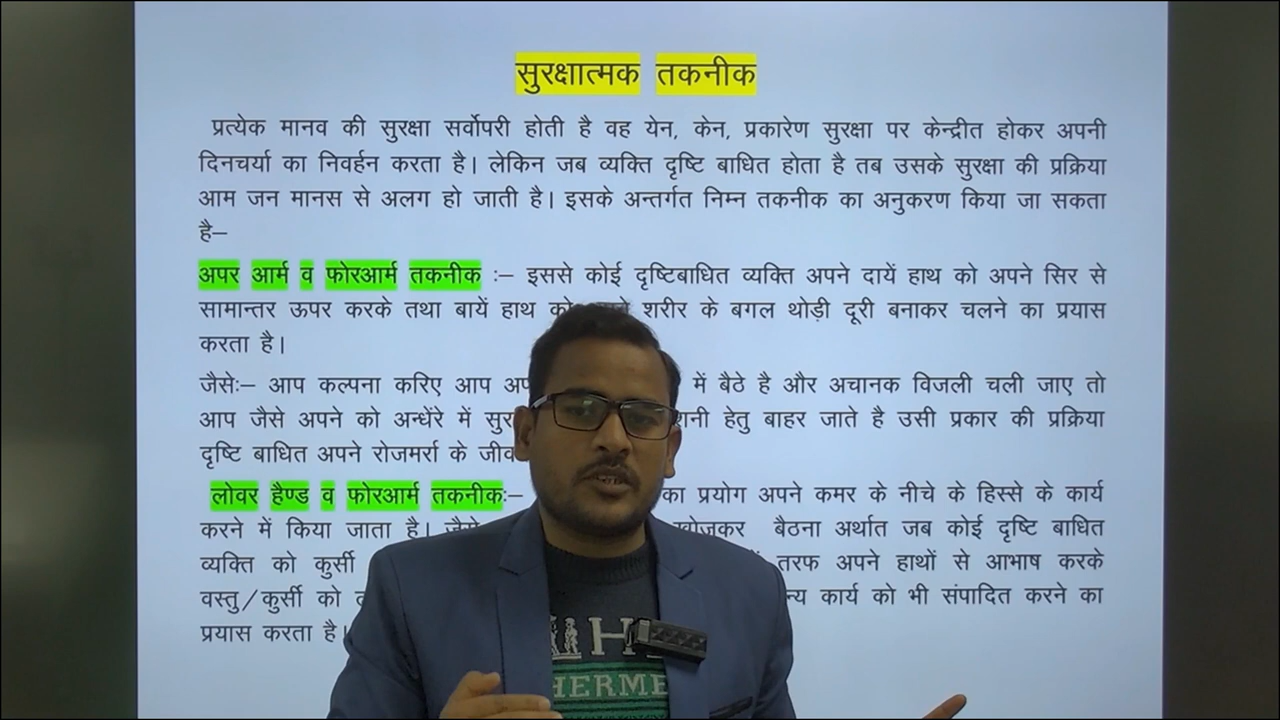 सुरक्षात्मक तकनीक
प्रत्येक मानव की सुरक्षा सर्वोपरी होती है वह येन, केन, प्रकारेण सुरक्षा पर केन्द्रीत होकर अपनी
दिनचर्या का निवर्हन करता है। लेकिन जब व्यक्ति दृष्टि बाधित होता है तब उसके सुरक्षा की प्रक्रिया
आम जन मानस से अलग हो जाती है। इसके अन्तर्गत निम्न तकनीक का अनुकरण किया जा सकता
है–
अपर आर्म व फोरआर्म तकनीक :– इससे कोई दृष्टिबाधित व्यक्ति अपने दायें हाथ को अपने सिर से
सामान्तर ऊपर करके तथा बायें हाथ शरीर के बगल थोड़ी दूरी बनाकर चलने का प्रयास
करता है।
जैसेः– आप कल्पना करिए आप में बैठे है और अचानक विजली चली जाए तो
आप जैसे अपने को अन्धेंरे में हेतु बाहर जाते है उसी प्रकार की प्रक्रिया
दृष्टि बाधित अपने रोजमर्रा के
लोवर हैण्ड व फोरआर्म तकनीकः– का प्रयोग अपने कमर के नीचे के हिस्से के कार्य
करने में किया जाता है। जैसे खोजकर बैठना अर्थात जब कोई दृष्टि बाधित
व्यक्ति को कुर्सी तरफ अपने हाथों से आभाष करके
वस्तु/कुर्सी को कार्य को भी संपादित करने का
प्रयास करता है।
HERME